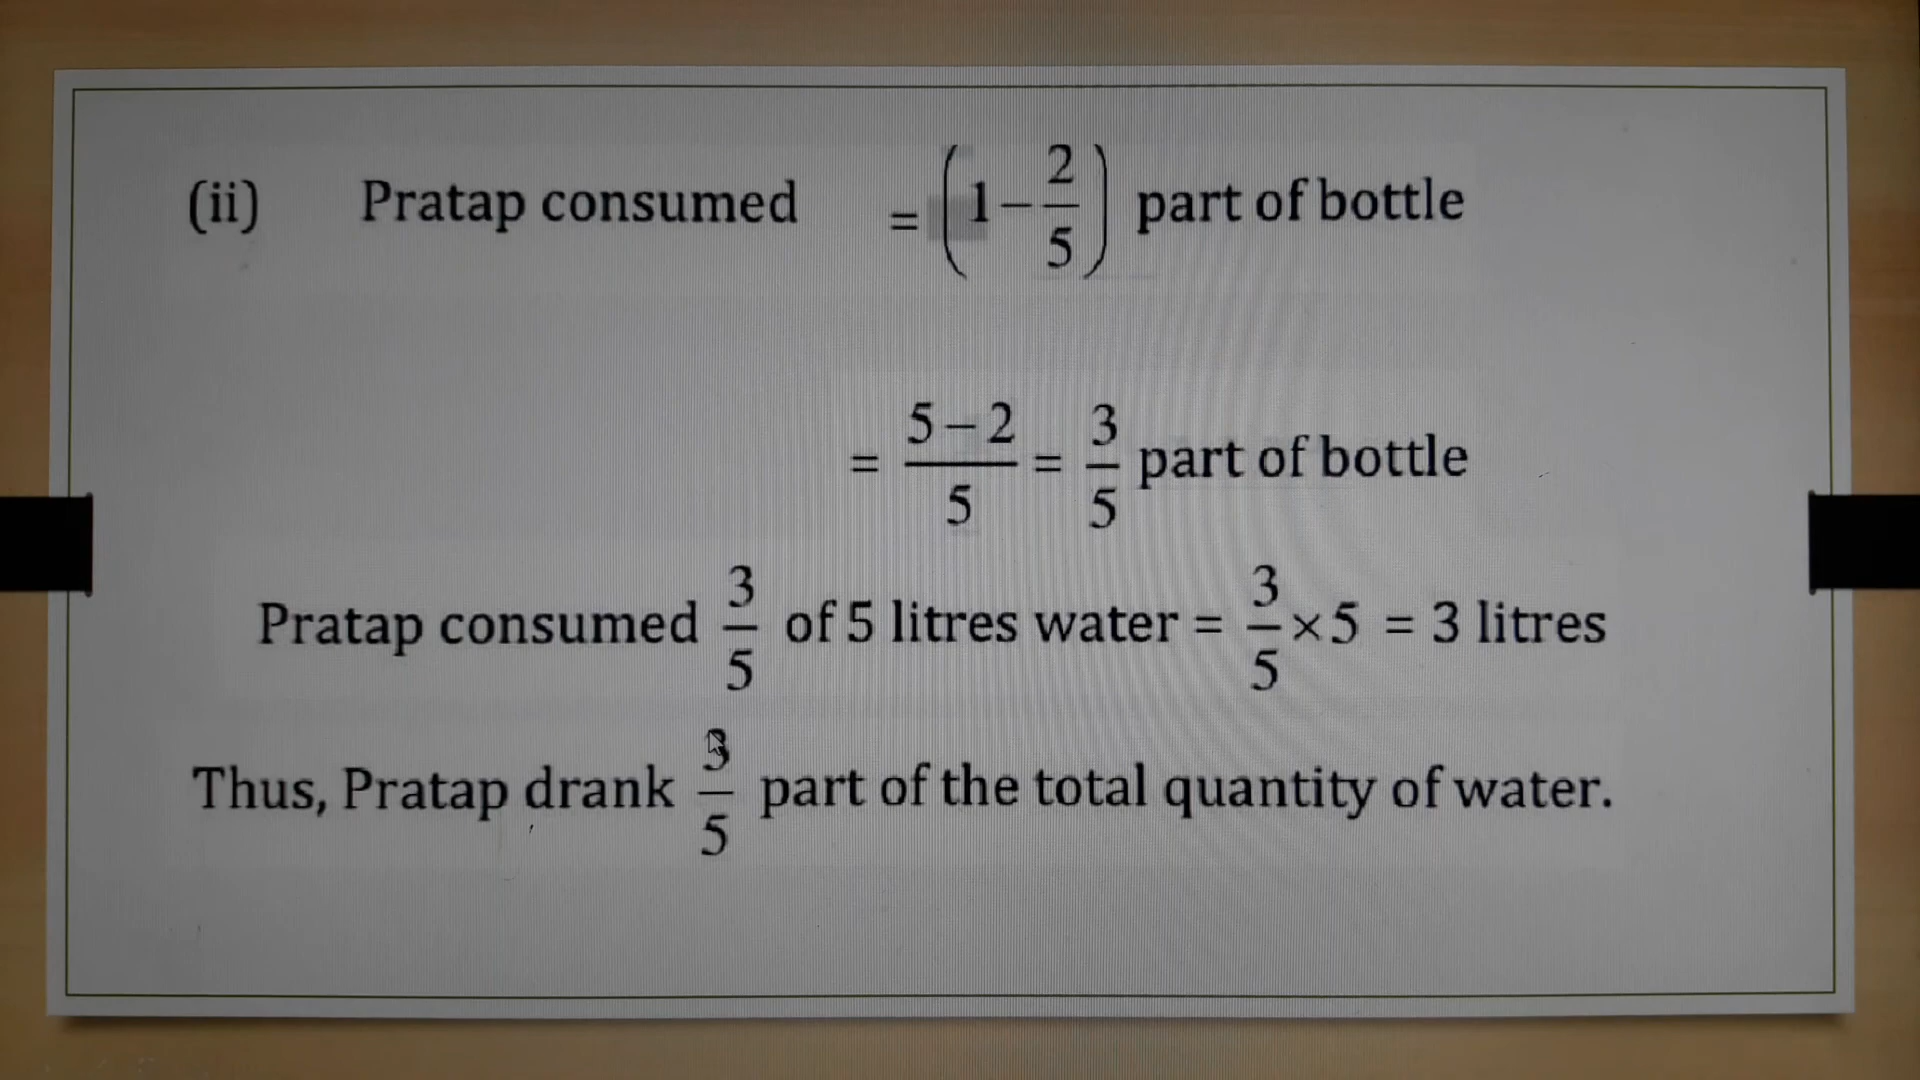 (ii) Pratap consumed = (1 − 2/5) part of bottle
= (5 − 2)/5 = 3/5 part of bottle
Pratap consumed 3/5 of 5 litres water = 3/5 × 5 = 3 litres
Thus, Pratap drank 3/5 part of the total quantity of water.